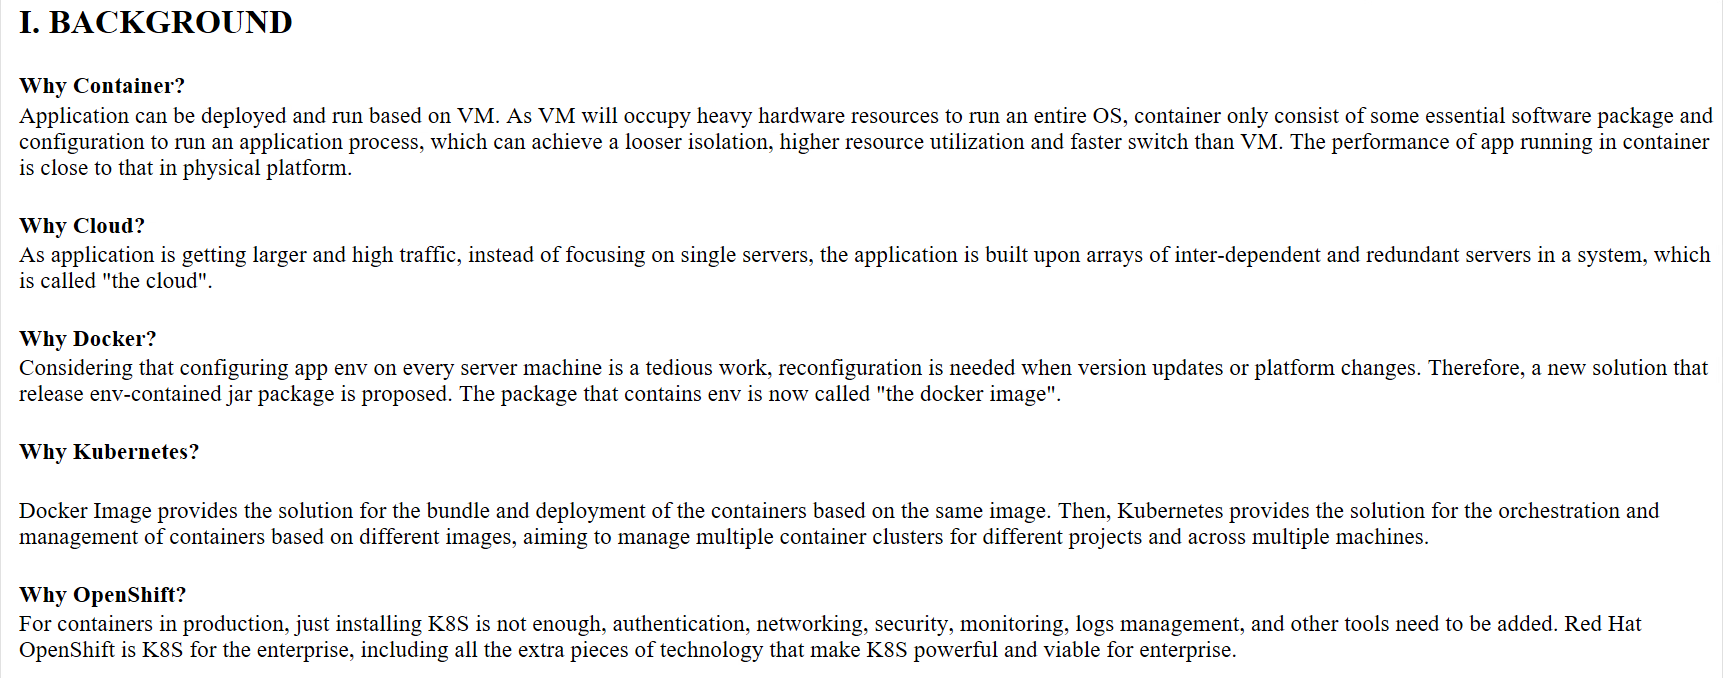 I. BACKGROUND
Why Container?
Application can be deployed and run based on VM. As VM will occupy heavy hardware resources to run an entire OS, container only consist of some essential software package and
configuration to run an application process, which can achieve a looser isolation, higher resource utilization and faster switch than VM. The performance of app running in container
is close to that in physical platform.
Why Cloud?
As application is getting larger and high traffic, instead of focusing on single servers, the application is built upon arrays of inter-dependent and redundant servers in a system, which
is called "the cloud".
Why Docker?
Considering that configuring app env on every server machine is a tedious work, reconfiguration is needed when version updates or platform changes. Therefore, a new solution that
release env-contained jar package is proposed. The package that contains env is now called "the docker image".
Why Kubernetes?
Docker Image provides the solution for the bundle and deployment of the containers based on the same image. Then, Kubernetes provides the solution for the orchestration and
management of containers based on different images, aiming to manage multiple container clusters for different projects and across multiple machines.
Why OpenShift?
For containers in production, just installing K8S is not enough, authentication, networking, security, monitoring, logs management, and other tools need to be added. Red Hat
OpenShift is K8S for the enterprise, including all the extra pieces of technology that make K8S powerful and viable for enterprise.